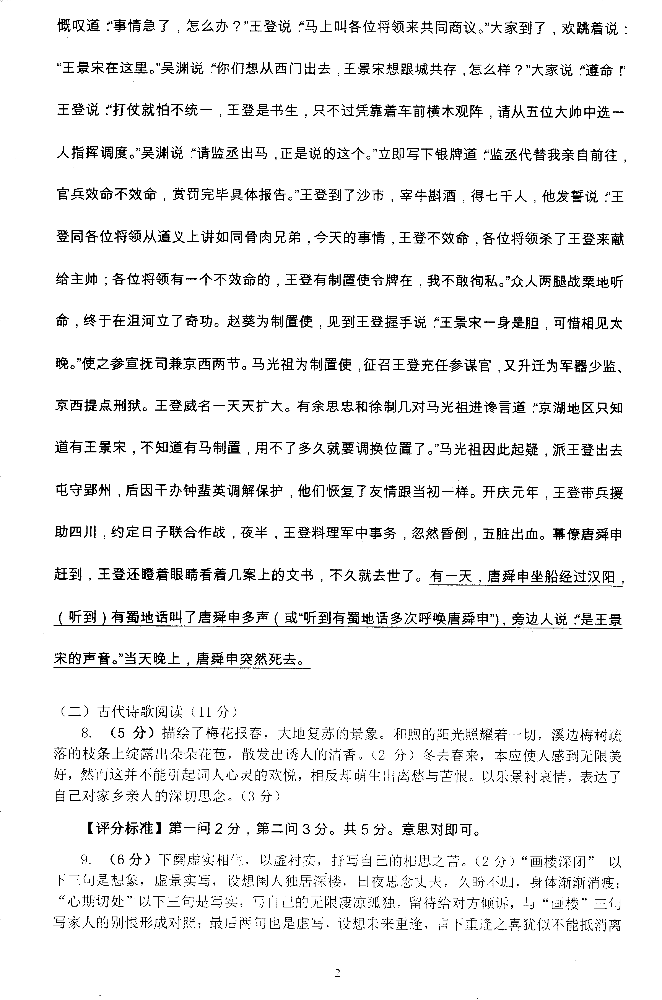 慨叹道：“事情急了，怎么办？”王登说：“马上叫各位将领来共同商议。”大家到了，欢跳着说：
“王景宋在这里。”吴渊说：“你们想从西门出去，王景宋想跟城共存，怎么样？”大家说：“遵命！”
王登说：“打仗就怕不统一，王登是书生，只不过凭靠着车前横木观阵，请从五位大帅中选一
人指挥调度。”吴渊说：“请监丞出马，正是说的这个。”立即写下银牌道：“监丞代替我亲自前往，
官兵效命不效命，赏罚完毕具体报告。”王登到了沙市，宰牛斟酒，得七千人，他发誓说：“王
登同各位将领从道义上讲如同骨肉兄弟，今天的事情，王登不效命，各位将领杀了王登来献
给主帅；各位将领有一个不效命的，王登有制置使令牌在，我不敢徇私。”众人两腿战栗地听
命，终于在沮河立了奇功。赵葵为制置使，见到王登握手说：“王景宋一身是胆，可惜相见太
晚。”使之参宣抚司兼京西两节。马光祖为制置使，征召王登充任参谋官，又升迁为军器少监、
京西提点刑狱。王登威名一天天扩大。有余思忠和徐制几对马光祖进谗言道：“京湖地区只知
道有王景宋，不知道有马制置，用不了多久就要调换位置了。”马光祖因此起疑，派王登出去
屯守郢州，后因干办钟蜚英调解保护，他们恢复了友情跟当初一样。开庆元年，王登带兵援
助四川，约定日子联合作战，夜半，王登料理军中事务，忽然昏倒，五脏出血。幕僚唐舜申
赶到，王登还瞪着眼睛看着几案上的文书，不久就去世了。有一天，唐舜申坐船经过汉阳，
（听到）有蜀地话叫了唐舜申多声（或“听到有蜀地话多次呼唤唐舜申”），旁边人说：“是王景
宋的声音。”当天晚上，唐舜申突然死去。
（二）古代诗歌阅读（11 分）
8. （5 分）描绘了梅花报春，大地复苏的景象。和煦的阳光照耀着一切，溪边梅树疏
落的枝条上绽露出朵朵花苞，散发出诱人的清香。（2 分）冬去春来，本应使人感到无限美
好，然而这并不能引起词人心灵的欢悦，相反却萌生出离愁与苦恨。以乐景衬哀情，表达了
自己对家乡亲人的深切思念。（3 分）
【评分标准】第一问 2 分，第二问 3 分。共 5 分。意思对即可。
9. （6 分）下阕虚实相生，以虚衬实，抒写自己的相思之苦。（2 分）“画楼深闭” 以
下三句是想象，虚景实写，设想闺人独居深楼，日夜思念丈夫，久盼不归，身体渐渐消瘦；
“心期切处”以下三句是写实，写自己的无限凄凉孤独，留待给对方倾诉，与“画楼”三句
写家人的别恨形成对照；最后两句也是虚写，设想未来重逢，言下重逢之喜犹似不能抵消离
2